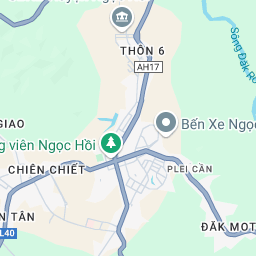 THÔN 6
AH17
Sông Đắk
GIAO
Bến Xe Ngọc
viên Ngọc Hồi
CHIÊN CHIẾT
PLEI CẦN
TÂN
ĐĂK MOT
L40